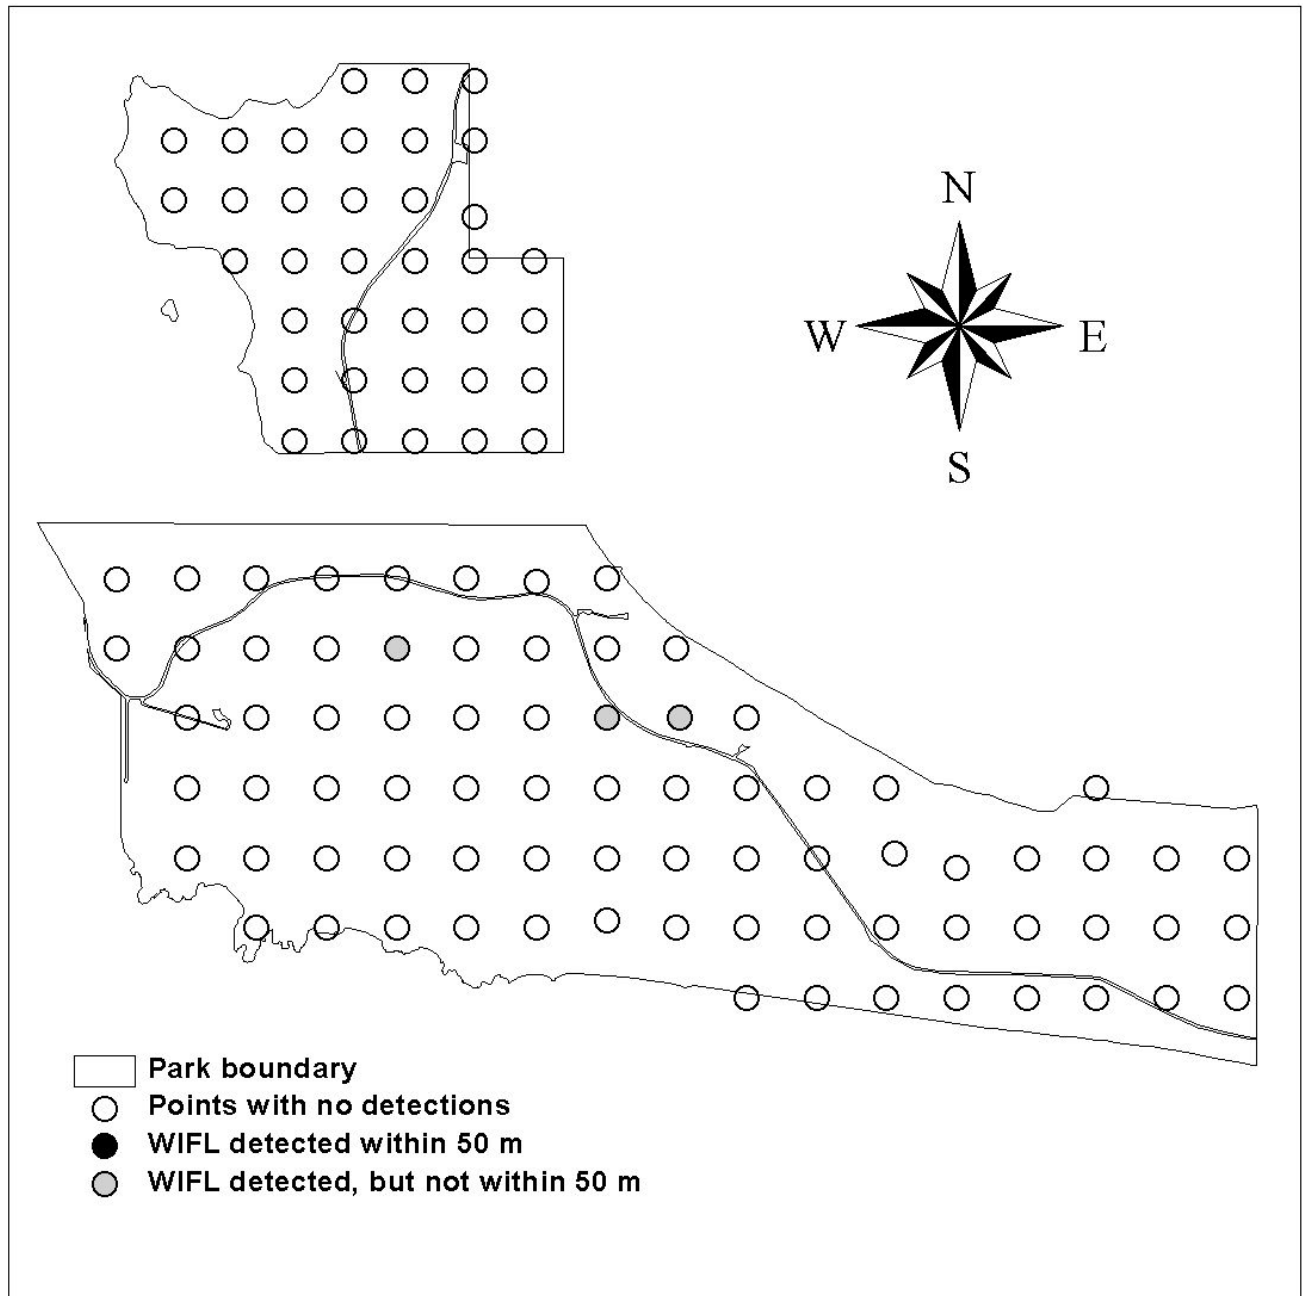 N
W
E
S
Park boundary
Points with no detections
WIFL detected within 50 m
WIFL detected, but not within 50 m